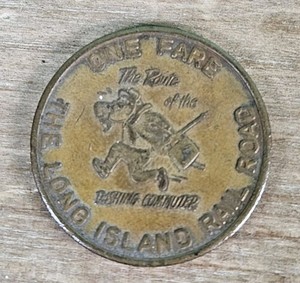 ONE FARE
The Route
of the
DASHING COMMUTER
THE LONG ISLAND RAIL ROAD